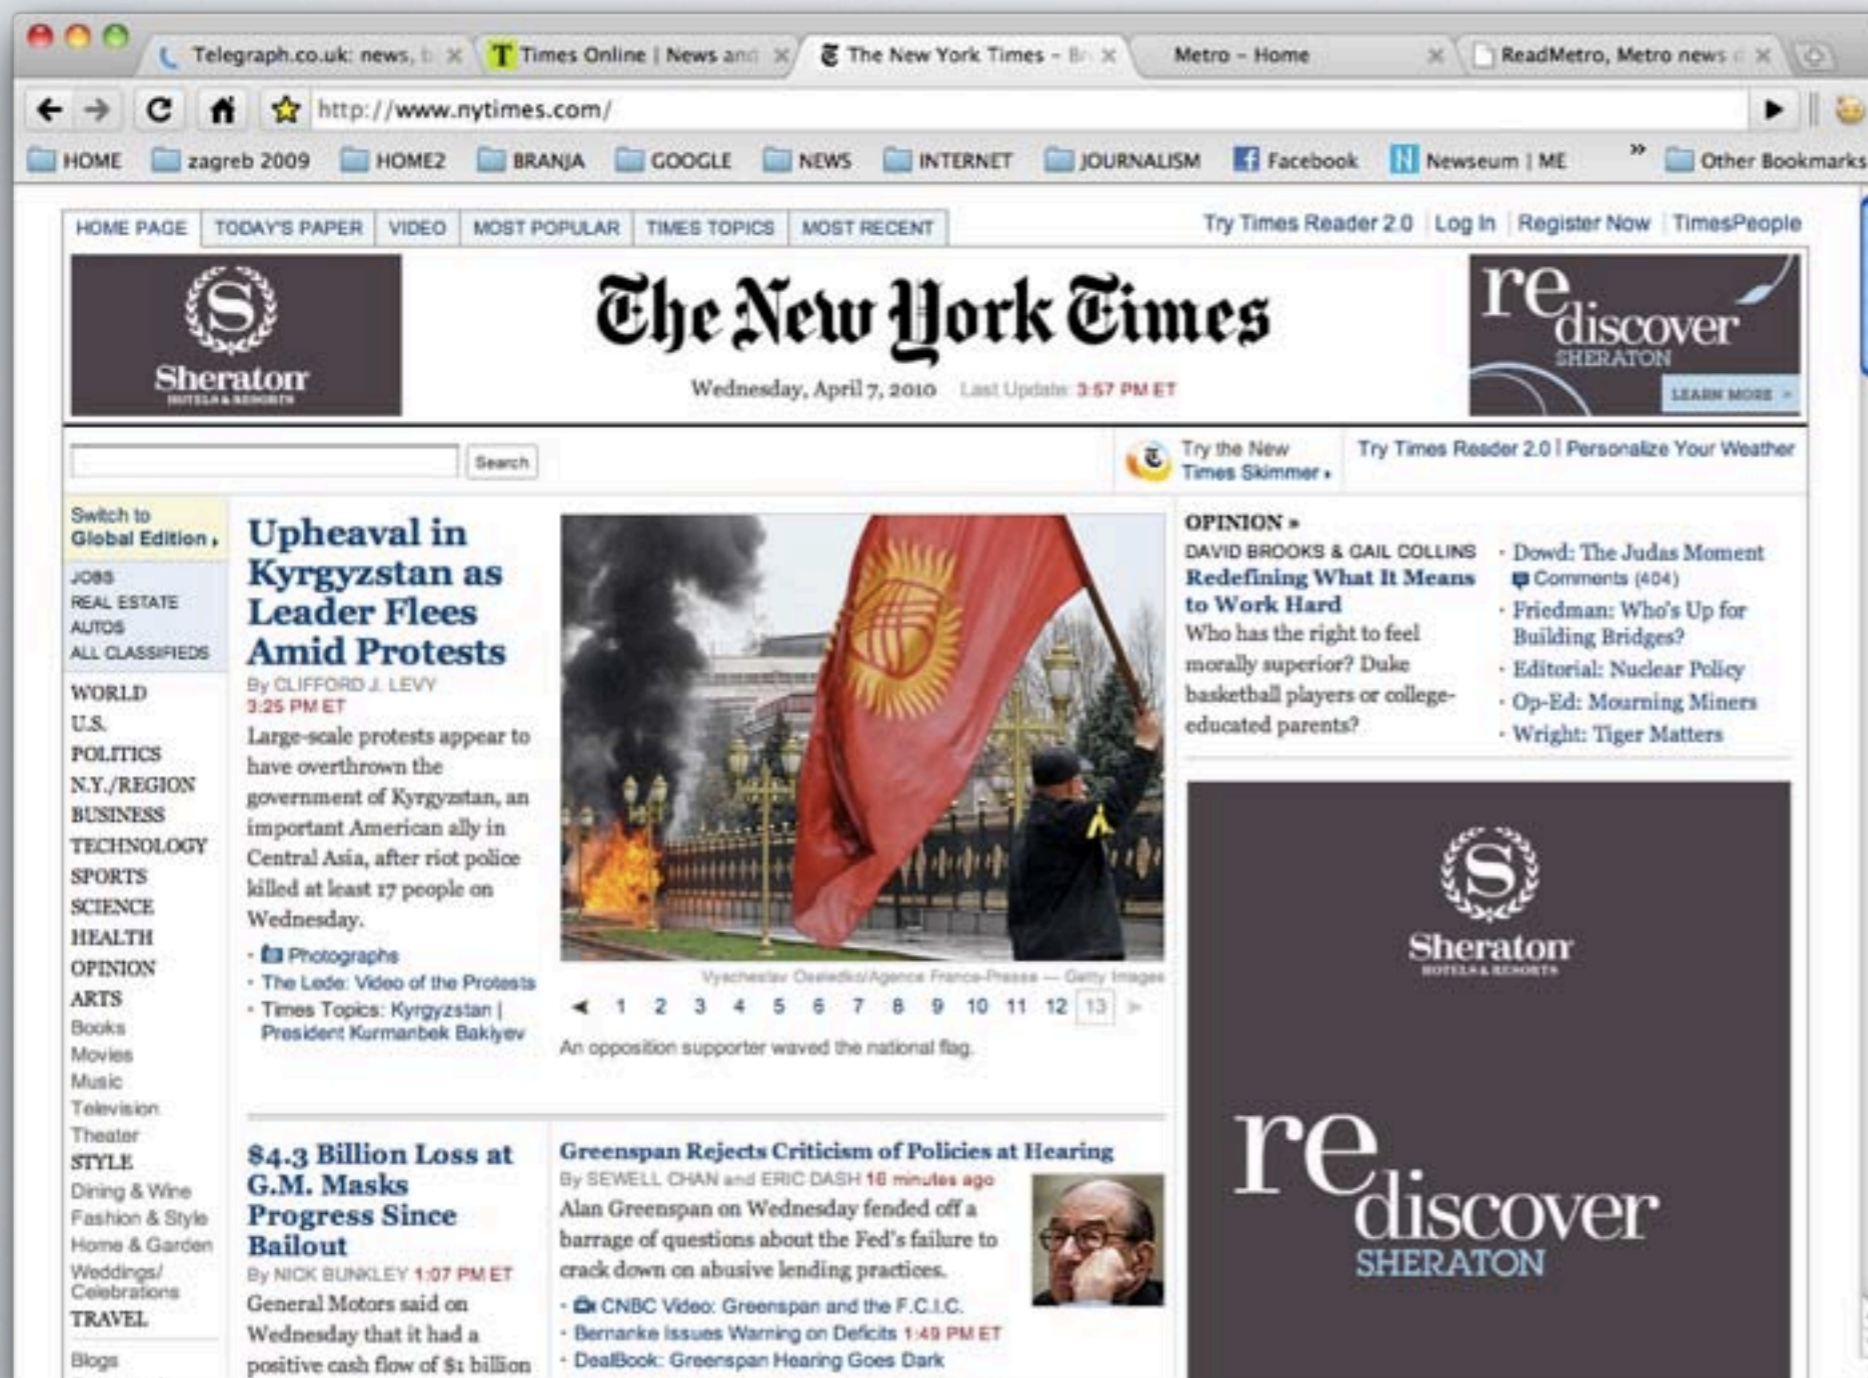 Telegraph.co.uk: news, b
T Times Online | News and
The New York Times – Br
Metro – Home
ReadMetro, Metro news d
http://www.nytimes.com/
HOME
zagreb 2009
HOME2
BRANJA
GOOGLE
NEWS
INTERNET
JOURNALISM
Facebook
N Newseum | ME
»
Other Bookmarks
HOME PAGE
TODAY'S PAPER
VIDEO
MOST POPULAR
TIMES TOPICS
MOST RECENT
Try Times Reader 2.0
Log In
Register Now
TimesPeople
S
Sheraton
HOTELS & RESORTS
The New York Times
Wednesday, April 7, 2010 Last Update: 3:57 PM ET
re
discover
SHERATON
LEARN MORE >
Search
Try the New
Times Skimmer
Try Times Reader 2.0 | Personalize Your Weather
Switch to
Global Edition
JOBS
REAL ESTATE
AUTOS
ALL CLASSIFIEDS
WORLD
U.S.
POLITICS
N.Y./REGION
BUSINESS
TECHNOLOGY
SPORTS
SCIENCE
HEALTH
OPINION
ARTS
Books
Movies
Music
Television
Theater
STYLE
Dining & Wine
Fashion & Style
Home & Garden
Weddings/
Celebrations
TRAVEL
Blogs
Upheaval in
Kyrgyzstan as
Leader Flees
Amid Protests
By CLIFFORD J. LEVY
3:25 PM ET
Large-scale protests appear to
have overthrown the
government of Kyrgyzstan, an
important American ally in
Central Asia, after riot police
killed at least 17 people on
Wednesday.
· Photographs
· The Lede: Video of the Protests
· Times Topics: Kyrgyzstan |
President Kurmanbek Bakiyev
Vyacheslav Oseledko/Agence France-Presse — Getty Images
1 2 3 4 5 6 7 8 9 10 11 12 13
An opposition supporter waved the national flag.
OPINION »
DAVID BROOKS & GAIL COLLINS
Redefining What It Means
to Work Hard
Who has the right to feel
morally superior? Duke
basketball players or college-
educated parents?
· Dowd: The Judas Moment
Comments (404)
· Friedman: Who's Up for
Building Bridges?
· Editorial: Nuclear Policy
· Op-Ed: Mourning Miners
· Wright: Tiger Matters
S
Sheraton
HOTELS & RESORTS
re
discover
SHERATON
$4.3 Billion Loss at
G.M. Masks
Progress Since
Bailout
By NICK BUNKLEY 1:07 PM ET
General Motors said on
Wednesday that it had a
positive cash flow of $1 billion
Greenspan Rejects Criticism of Policies at Hearing
By SEWELL CHAN and ERIC DASH 16 minutes ago
Alan Greenspan on Wednesday fended off a
barrage of questions about the Fed's failure to
crack down on abusive lending practices.
· CNBC Video: Greenspan and the F.C.I.C.
· Bernanke Issues Warning on Deficits 1:49 PM ET
· DealBook: Greenspan Hearing Goes Dark